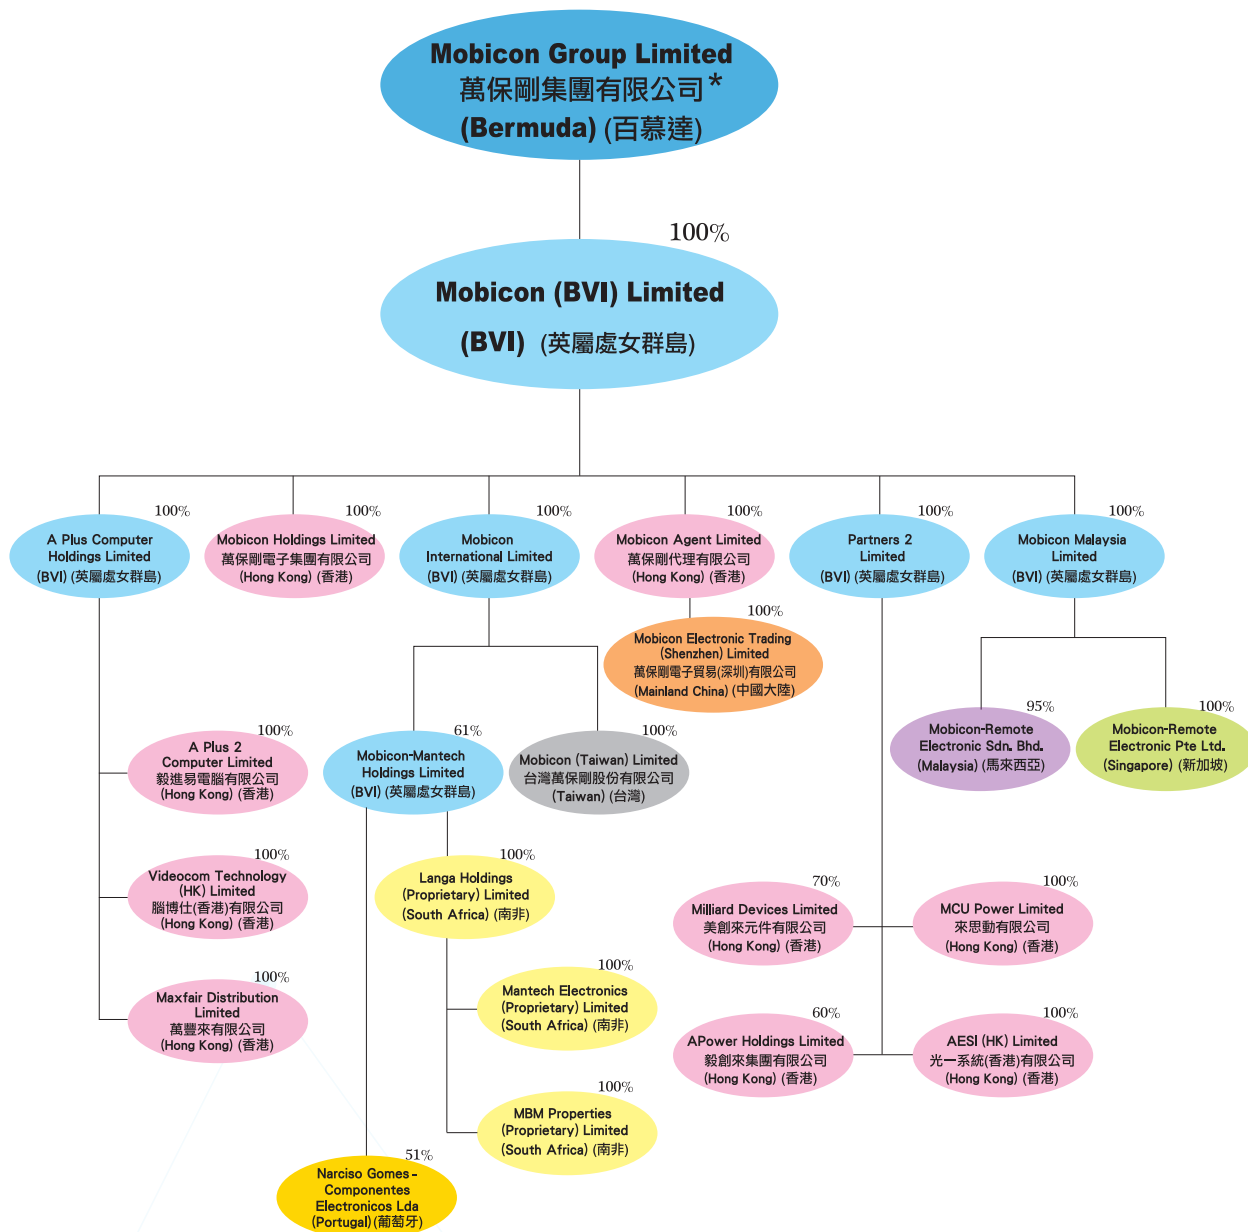 Mobicon Group Limited
萬保剛集團有限公司*
(Bermuda) (百慕達)
100%
Mobicon (BVI) Limited
(BVI) (英屬處女群島)
100%
A Plus Computer
Holdings Limited
(BVI) (英屬處女群島)
100%
Mobicon Holdings Limited
萬保剛電子集團有限公司
(Hong Kong) (香港)
100%
Mobicon
International Limited
(BVI) (英屬處女群島)
100%
Mobicon Agent Limited
萬保剛代理有限公司
(Hong Kong) (香港)
100%
Partners 2
Limited
(BVI) (英屬處女群島)
100%
Mobicon Malaysia
Limited
(BVI) (英屬處女群島)
100%
Mobicon Electronic Trading
(Shenzhen) Limited
萬保剛電子貿易(深圳)有限公司
(Mainland China) (中國大陸)
95%
Mobicon-Remote
Electronic Sdn. Bhd.
(Malaysia) (馬來西亞)
100%
Mobicon-Remote
Electronic Pte Ltd.
(Singapore) (新加坡)
100%
A Plus 2
Computer Limited
毅進易電腦有限公司
(Hong Kong) (香港)
61%
Mobicon-Mantech
Holdings Limited
(BVI) (英屬處女群島)
100%
Mobicon (Taiwan) Limited
台灣萬保剛股份有限公司
(Taiwan) (台灣)
100%
Videocom Technology
(HK) Limited
腦博仕(香港)有限公司
(Hong Kong) (香港)
100%
Langa Holdings
(Proprietary) Limited
(South Africa) (南非)
70%
Milliard Devices Limited
美創來元件有限公司
(Hong Kong) (香港)
100%
MCU Power Limited
來思動有限公司
(Hong Kong) (香港)
100%
Maxfair Distribution
Limited
萬豐來有限公司
(Hong Kong) (香港)
100%
Mantech Electronics
(Proprietary) Limited
(South Africa) (南非)
60%
APower Holdings Limited
毅創來集團有限公司
(Hong Kong) (香港)
100%
AESI (HK) Limited
光一系統(香港)有限公司
(Hong Kong) (香港)
100%
MBM Properties
(Proprietary) Limited
(South Africa) (南非)
51%
Narciso Gomes -
Componentes
Electronicos Lda
(Portugal) (葡萄牙)